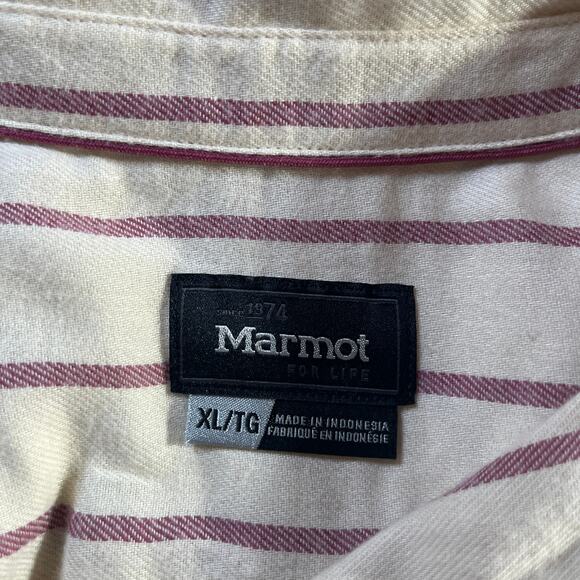 since 1974
Marmot
FOR LIFE
XL/TG
MADE IN INDONESIA
FABRIQUÉ EN INDONÉSIE